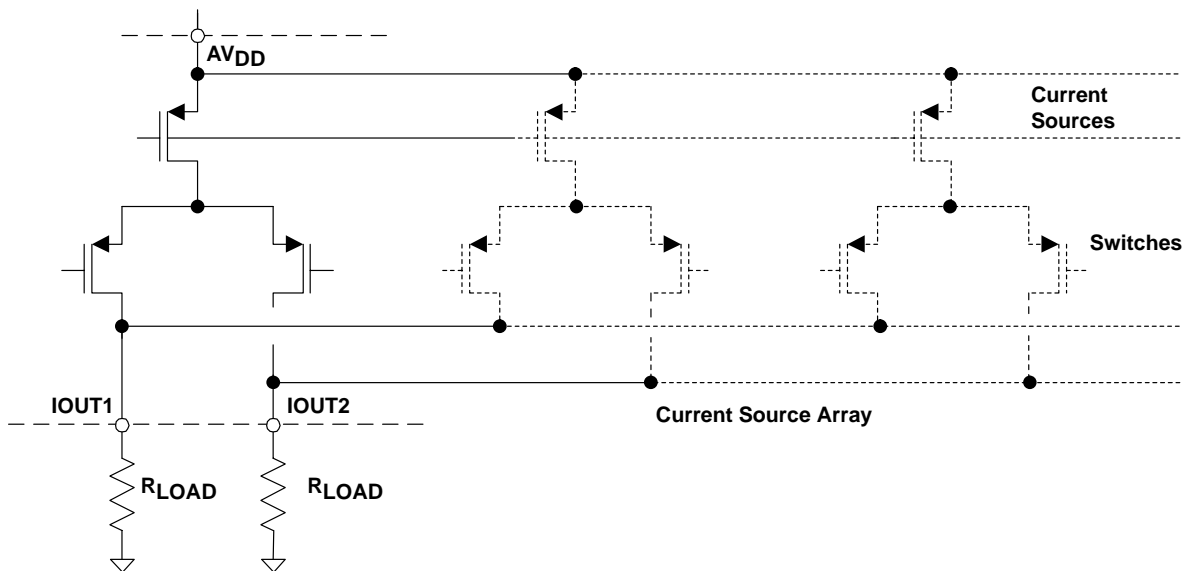 AVDD
Current
Sources
Switches
IOUT1
IOUT2
Current Source Array
RLOAD
RLOAD